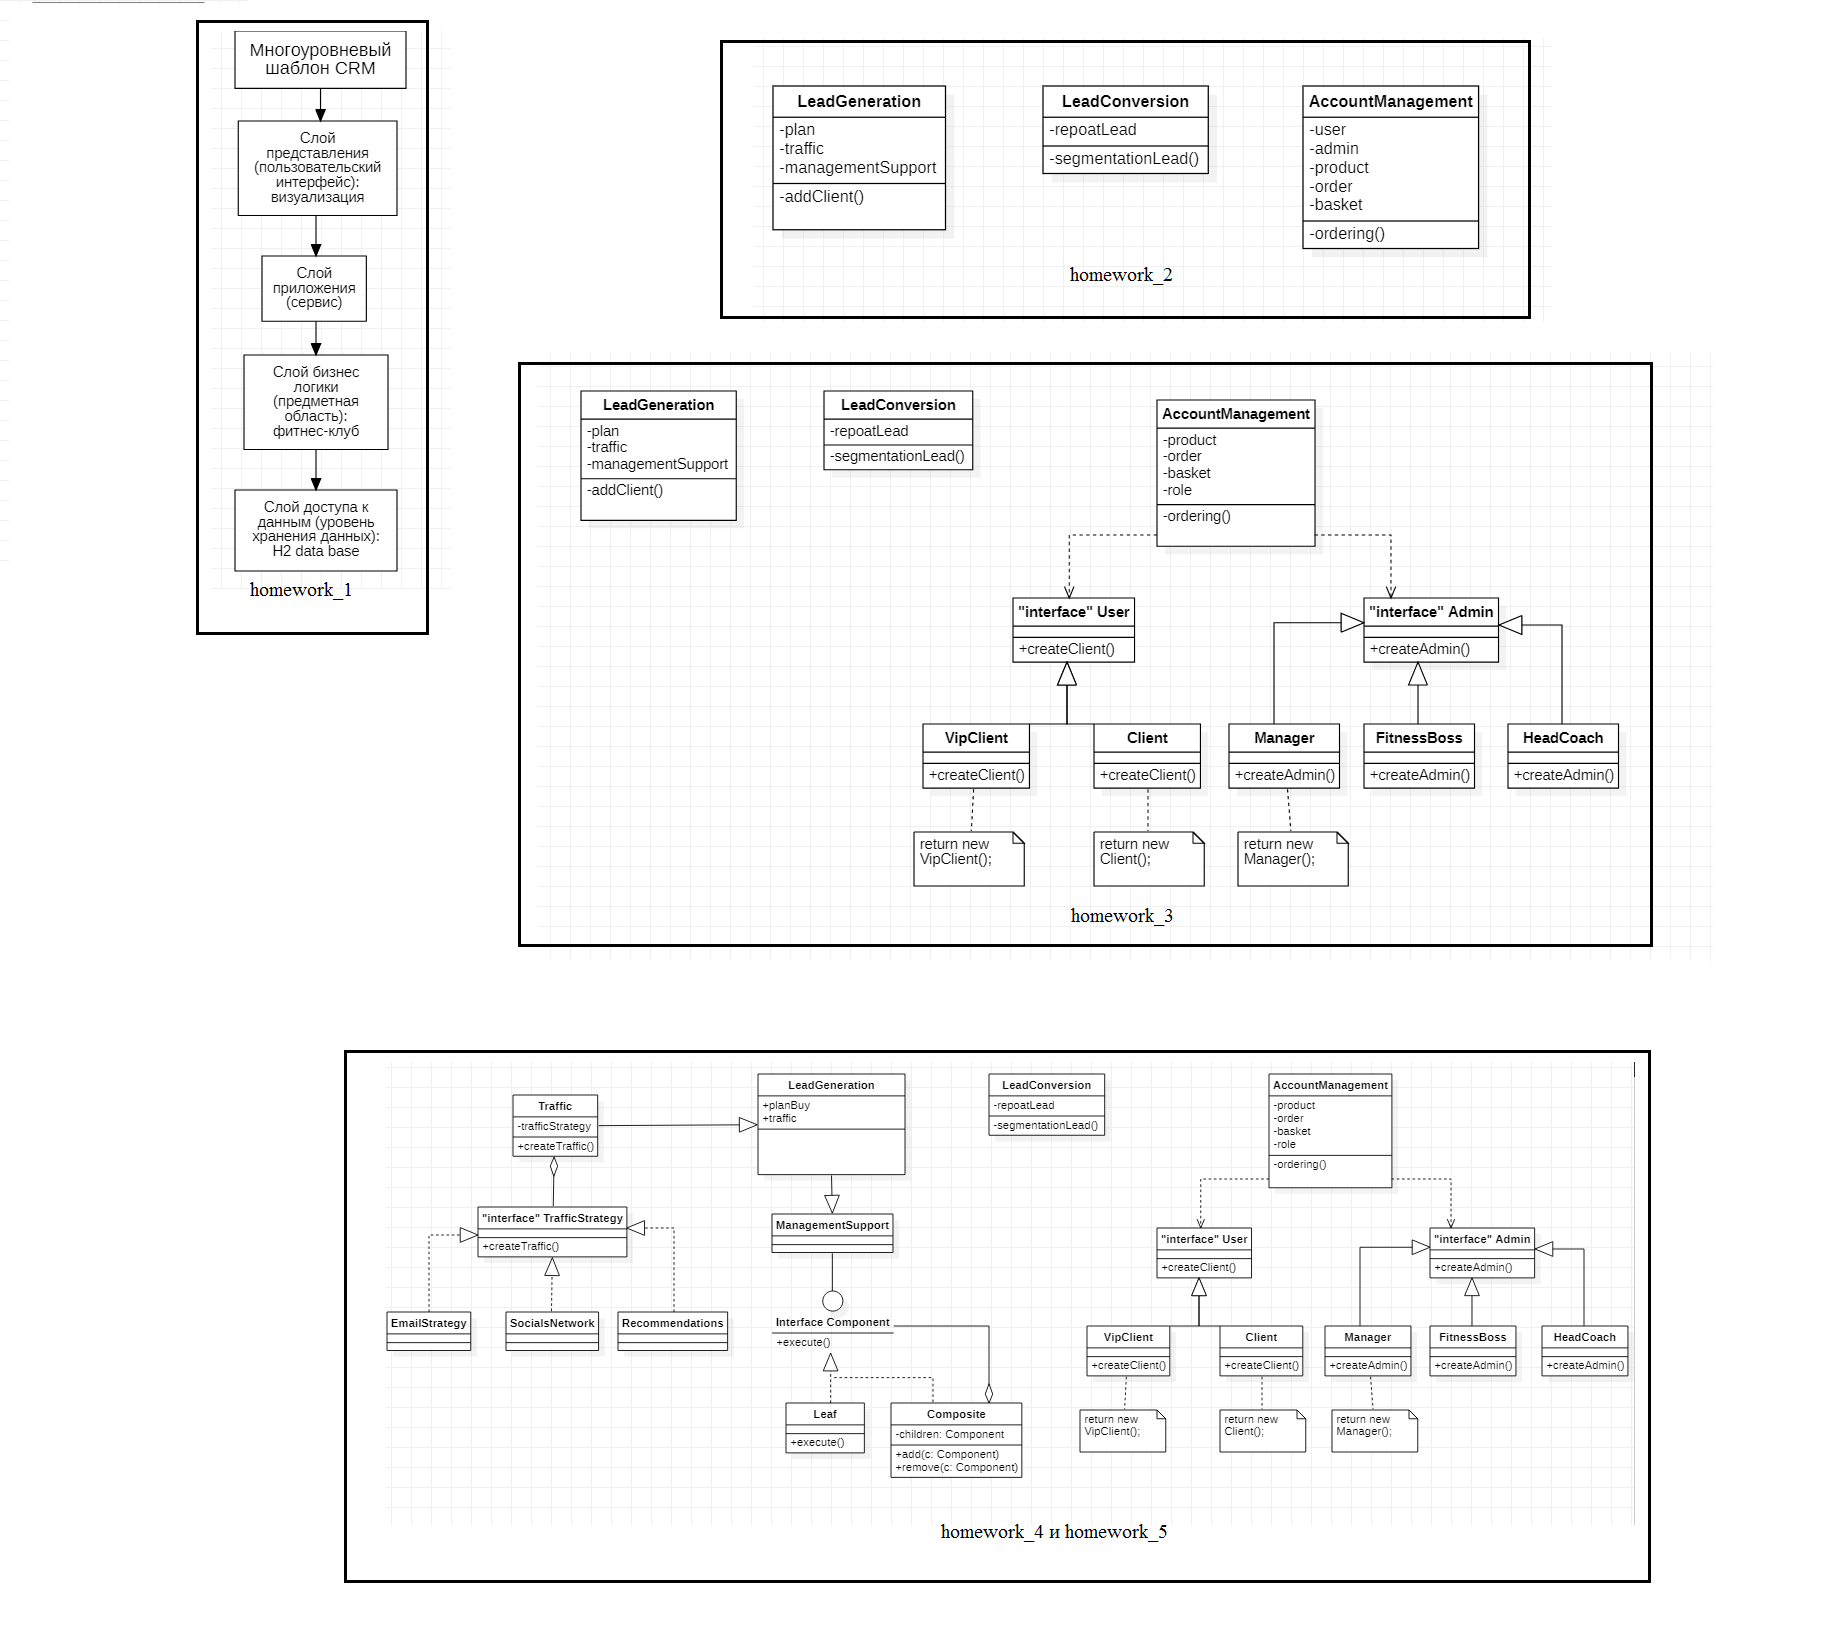 Многоуровневый
шаблон CRM
Слой
представления
(пользовательский
интерфейс):
визуализация
Слой
приложения
(сервис)
Слой бизнес
логики
(предметная
область):
фитнес-клуб
Слой доступа к
данным (уровень
хранения данных):
H2 data base
homework_1
LeadGeneration
-plan
-traffic
-managementSupport
-addClient()
LeadConversion
-repoatLead
-segmentationLead()
AccountManagement
-user
-admin
-product
-order
-basket
-ordering()
homework_2
LeadGeneration
-plan
-traffic
-managementSupport
-addClient()
LeadConversion
-repoatLead
-segmentationLead()
AccountManagement
-product
-order
-basket
-role
-ordering()
"interface" User
+createClient()
"interface" Admin
+createAdmin()
VipClient
+createClient()
Client
+createClient()
Manager
+createAdmin()
FitnessBoss
+createAdmin()
HeadCoach
+createAdmin()
return new
VipClient();
return new
Client();
return new
Manager();
homework_3
Traffic
-trafficStrategy
+createTraffic()
LeadGeneration
+planBuy
+traffic
LeadConversion
-repoatLead
-segmentationLead()
AccountManagement
-product
-order
-basket
-role
-ordering()
"interface" TrafficStrategy
+createTraffic()
ManagementSupport
"interface" User
+createClient()
"interface" Admin
+createAdmin()
EmailStrategy
SocialsNetwork
Recommendations
Interface Component
+execute()
VipClient
+createClient()
Client
+createClient()
Manager
+createAdmin()
FitnessBoss
+createAdmin()
HeadCoach
+createAdmin()
Leaf
+execute()
Composite
-children: Component
+add(c: Component)
+remove(c: Component)
return new
VipClient();
return new
Client();
return new
Manager();
homework_4 и homework_5